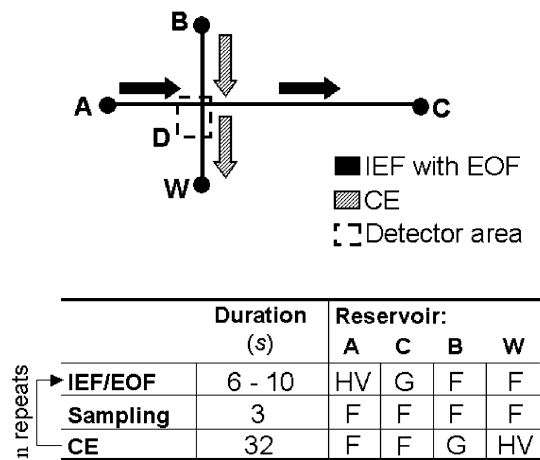 B
A
C
D
W
IEF with EOF
CE
Detector area
Duration (s) Reservoir:
A C B W
IEF/EOF 6 - 10 HV G F F
Sampling 3 F F F F
CE 32 F F G HV
n repeats